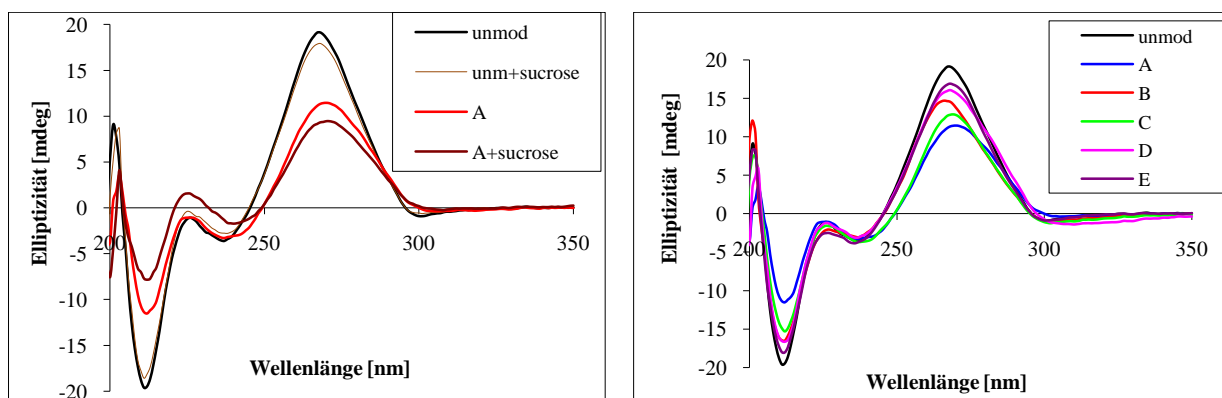 20
15
10
5
0
-5
-10
-15
-20
200
250
300
350
Elliptizität [mdeg]
Wellenlänge [nm]
unmod
unm+sucrose
A
A+sucrose
20
15
10
5
0
-5
-10
-15
-20
200
250
300
350
Elliptizität [mdeg]
Wellenlänge [nm]
unmod
A
B
C
D
E